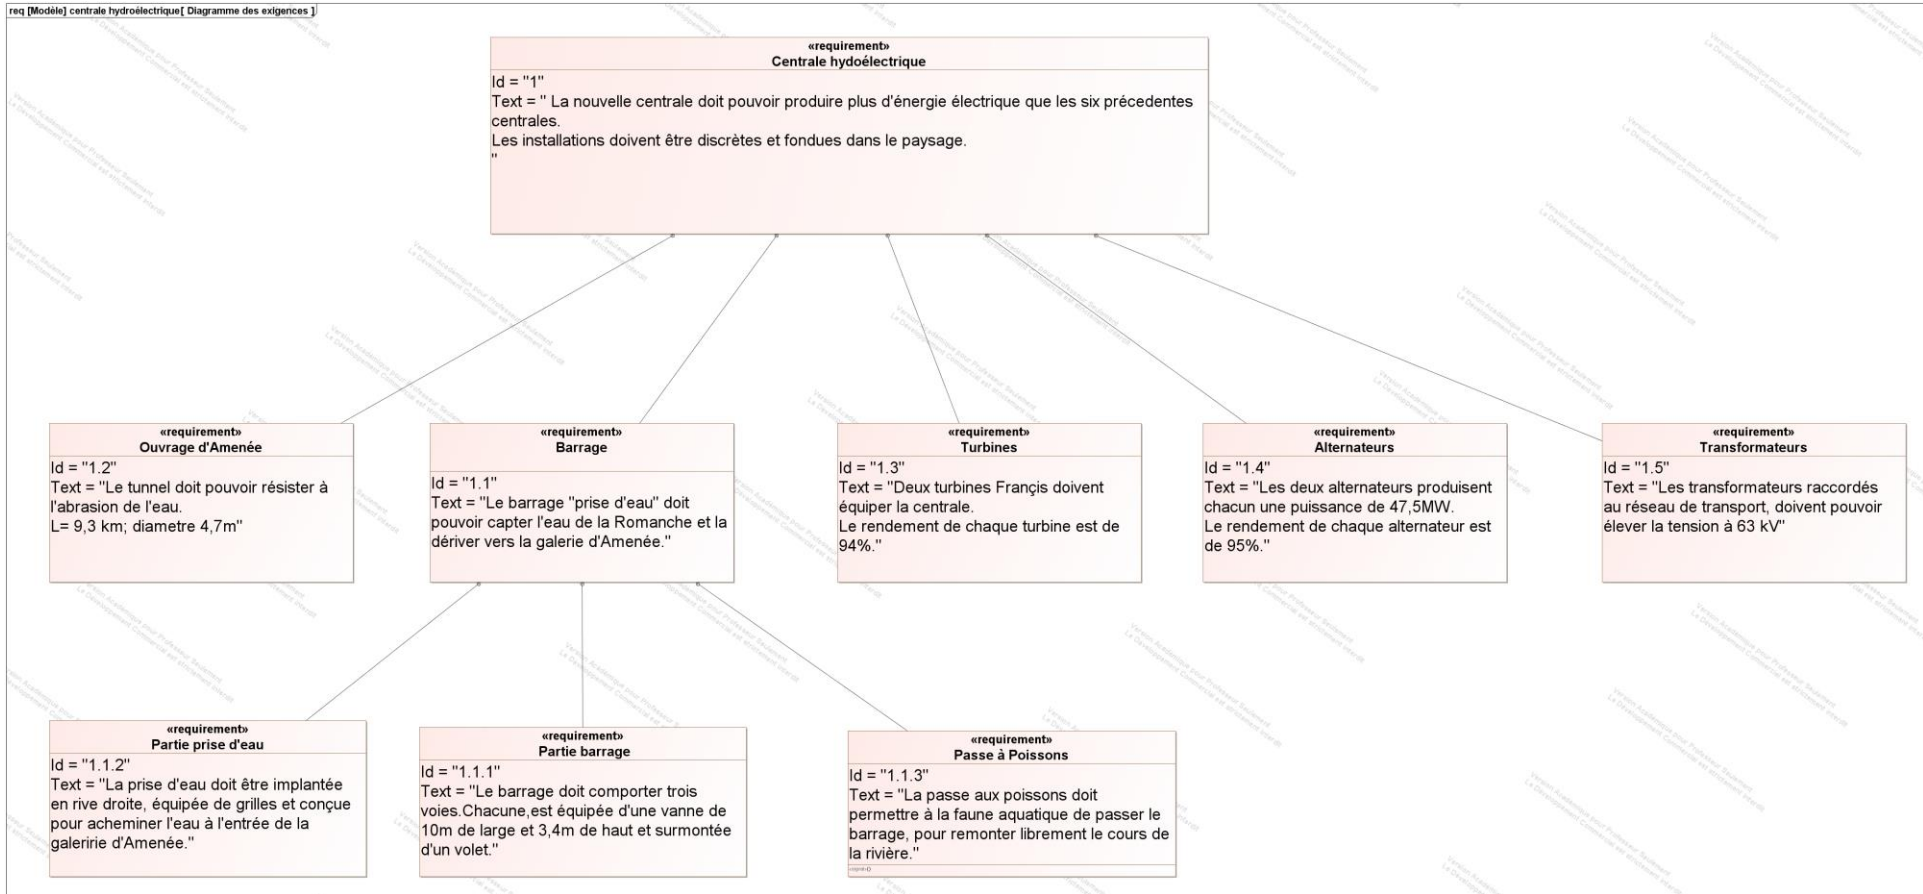 req [Modèle] centrale hydroélectrique[ Diagramme des exigences ]
«requirement»
Centrale hydoélectrique
Id = "1"
Text = " La nouvelle centrale doit pouvoir produire plus d'énergie électrique que les six précedentes
centrales.
Les installations doivent être discrètes et fondues dans le paysage.
"
«requirement»
Ouvrage d'Amenée
Id = "1.2"
Text = "Le tunnel doit pouvoir résister à
l'abrasion de l'eau.
L= 9,3 km; diametre 4,7m"
«requirement»
Barrage
Id = "1.1"
Text = "Le barrage "prise d'eau" doit
pouvoir capter l'eau de la Romanche et la
dériver vers la galerie d'Amenée."
«requirement»
Turbines
Id = "1.3"
Text = "Deux turbines Françis doivent
équiper la centrale.
Le rendement de chaque turbine est de
94%."
«requirement»
Alternateurs
Id = "1.4"
Text = "Les deux alternateurs produisent
chacun une puissance de 47,5MW.
Le rendement de chaque alternateur est
de 95%."
«requirement»
Transformateurs
Id = "1.5"
Text = "Les transformateurs raccordés
au réseau de transport, doivent pouvoir
élever la tension à 63 kV"
«requirement»
Partie prise d'eau
Id = "1.1.2"
Text = "La prise d'eau doit être implantée
en rive droite, équipée de grilles et conçue
pour acheminer l'eau à l'entrée de la
galeririe d'Amenée."
«requirement»
Partie barrage
Id = "1.1.1"
Text = "Le barrage doit comporter trois
voies.Chacune,est équipée d'une vanne de
10m de large et 3,4m de haut et surmontée
d'un volet."
«requirement»
Passe à Poissons
Id = "1.1.3"
Text = "La passe aux poissons doit
permettre à la faune aquatique de passer le
barrage, pour remonter librement le cours de
la rivière."
Version Académique pour Professeur Seulement
Le Développement Commercial est strictement interdit